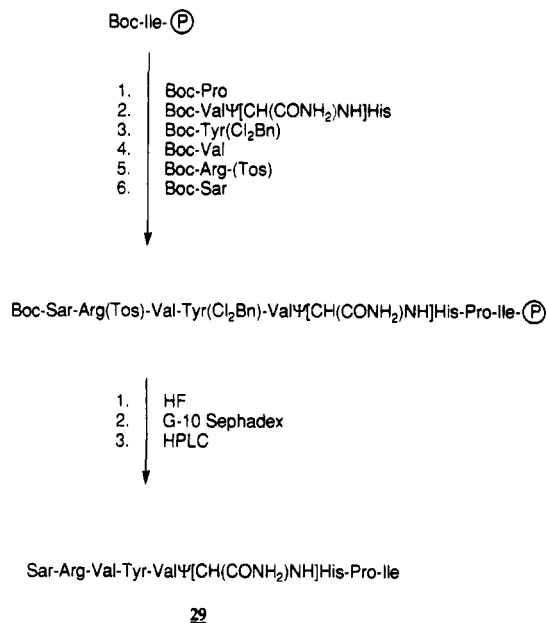 Boc-Ile-Ⓟ
1. Boc-Pro
2. Boc-ValΨ[CH(CONH₂)NH]His
3. Boc-Tyr(Cl₂Bn)
4. Boc-Val
5. Boc-Arg-(Tos)
6. Boc-Sar
Boc-Sar-Arg(Tos)-Val-Tyr(Cl₂Bn)-ValΨ[CH(CONH₂)NH]His-Pro-Ile-Ⓟ
1. HF
2. G-10 Sephadex
3. HPLC
Sar-Arg-Val-Tyr-ValΨ[CH(CONH₂)NH]His-Pro-Ile
29